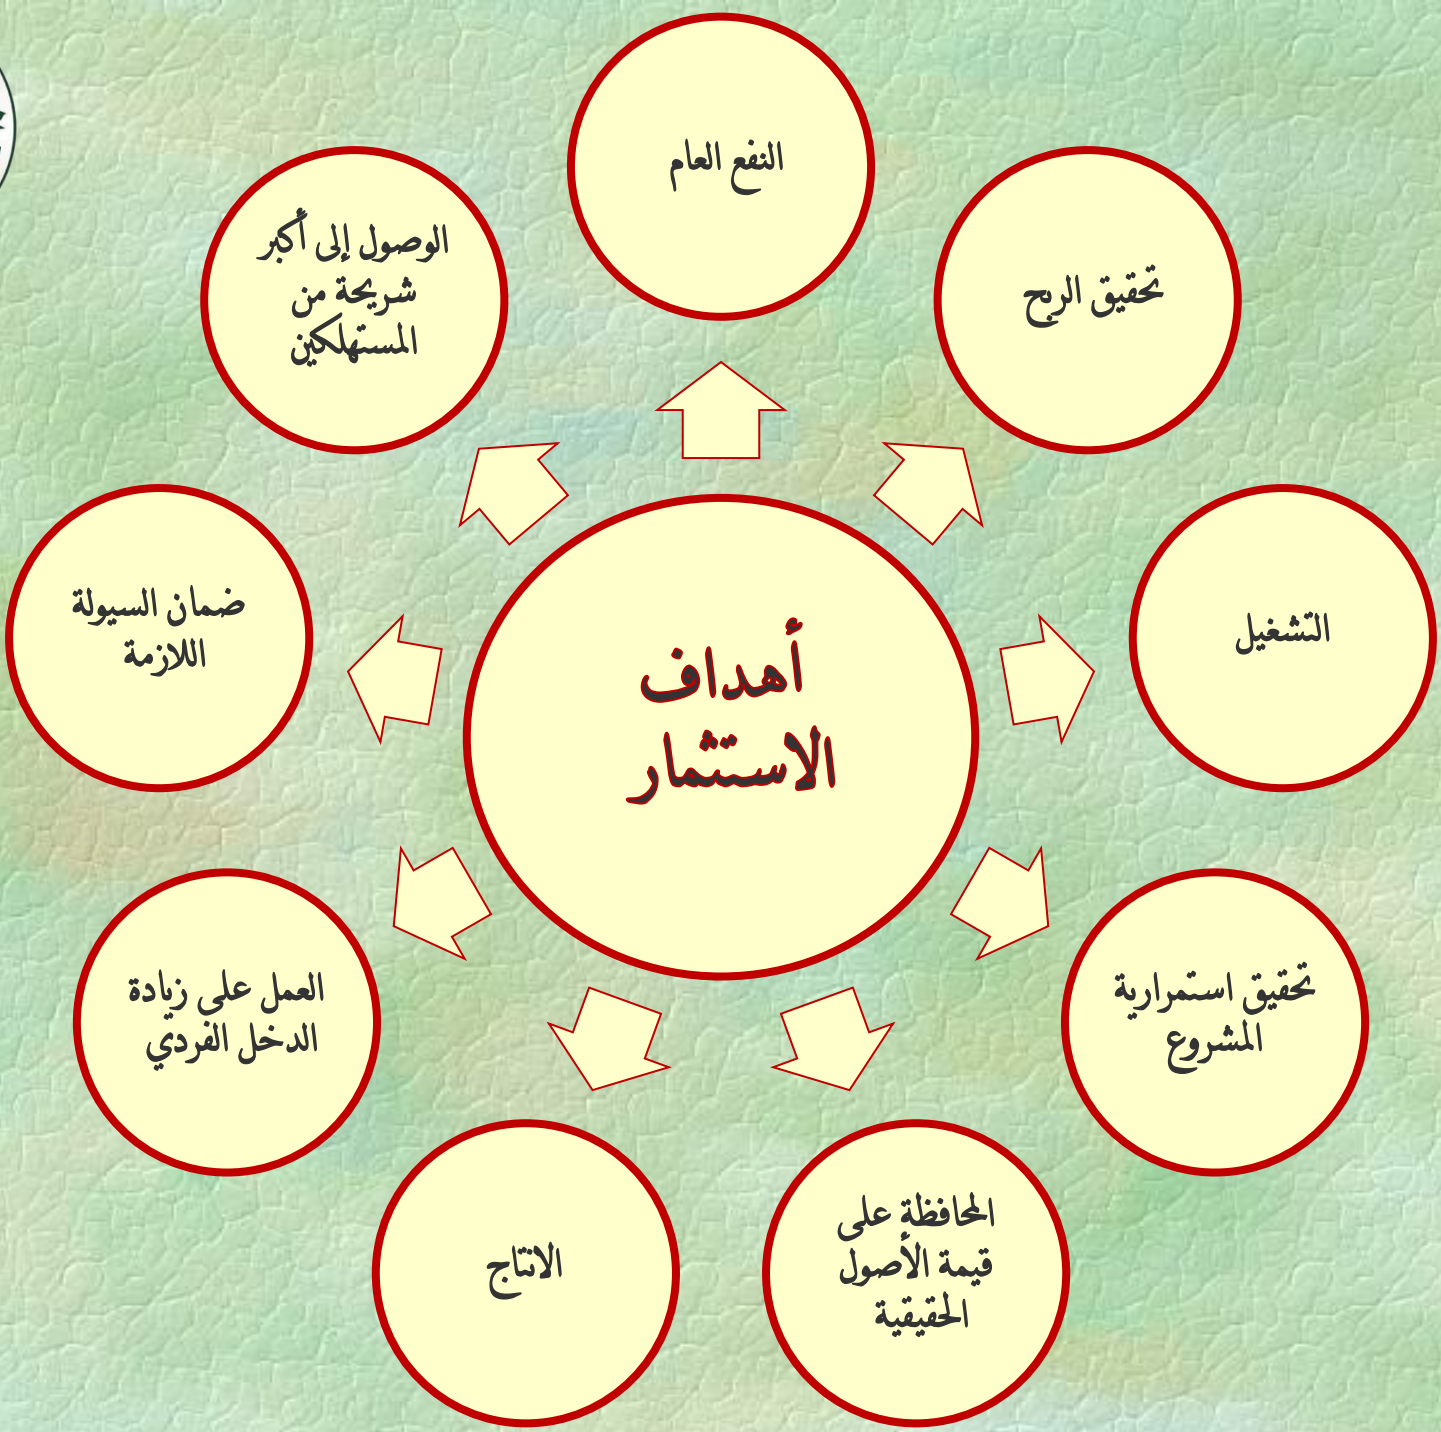 النفع العام
تحقيق الربح
التشغيل
تحقيق استمرارية
المشروع
المحافظة على
قيمة الأصول
الحقيقية
الانتاج
العمل على زيادة
الدخل الفردي
ضمان السيولة
اللازمة
الوصول إلى أكبر
شريحة من
المستهلكين
أهداف
الاستثمار